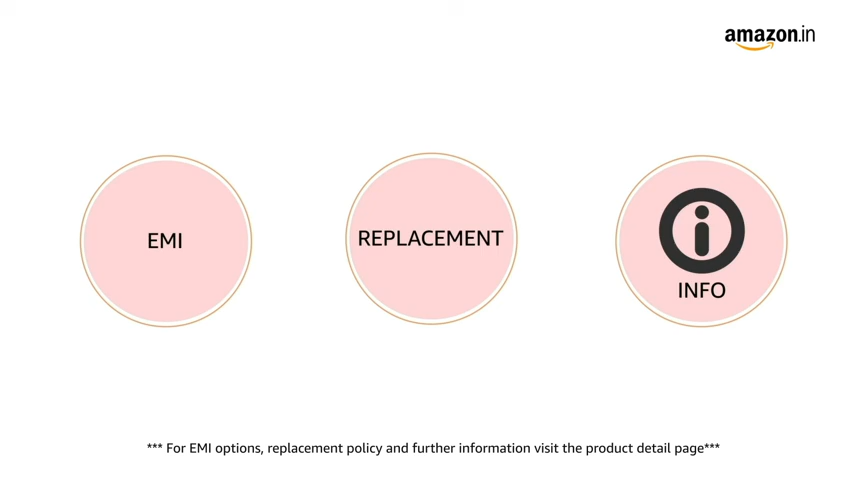 amazon.in
EMI
REPLACEMENT
INFO
*** For EMI options, replacement policy and further information visit the product detail page***